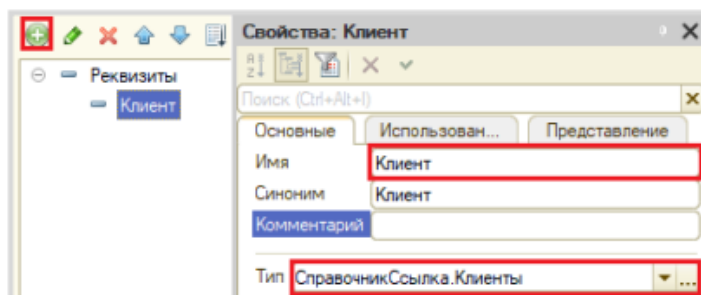 Свойства: Клиент
Реквизиты
Клиент
Поиск (Ctrl+Alt+I)
Основные Использован... Представление
Имя Клиент
Синоним Клиент
Комментарий
Тип СправочникСсылка.Клиенты